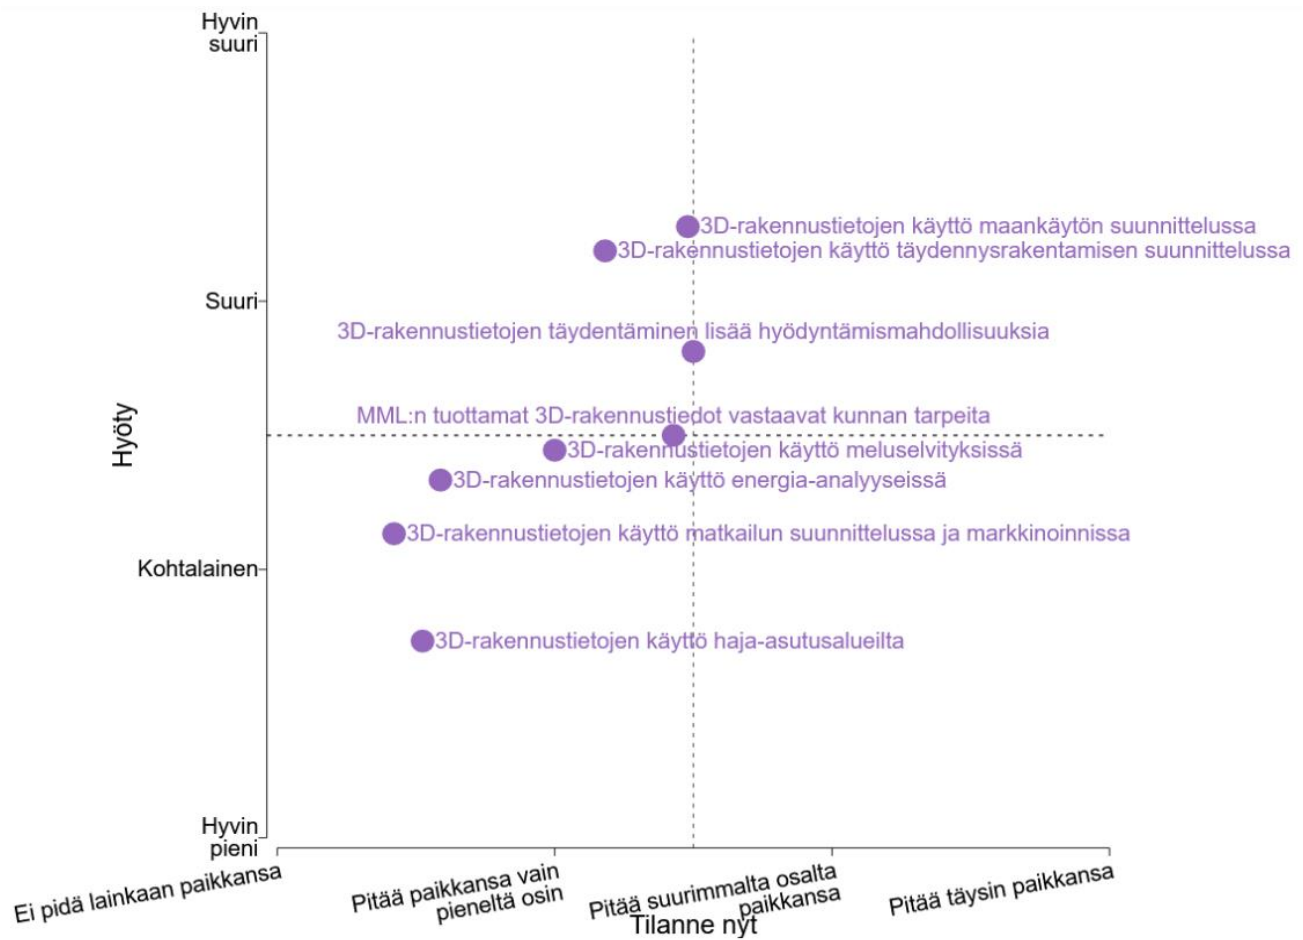 Hyvin
suuri
3D-rakennustietojen käyttö maankäytön suunnittelussa
3D-rakennustietojen käyttö täydennysrakentamisen suunnittelussa
Suuri
3D-rakennustietojen täydentäminen lisää hyödyntämismahdollisuuksia
Hyöty
MML:n tuottamat 3D-rakennustiedot vastaavat kunnan tarpeita
3D-rakennustietojen käyttö meluselvityksissä
3D-rakennustietojen käyttö energia-analyyseissä
3D-rakennustietojen käyttö matkailun suunnittelussa ja markkinoinnissa
Kohtalainen
3D-rakennustietojen käyttö haja-asutusalueilta
Hyvin
pieni
Ei pidä lainkaan paikkansa
Pitää paikkansa vain
pieneltä osin
Pitää suurimmalta osalta
paikkansa
Pitää täysin paikkansa
Tilanne nyt